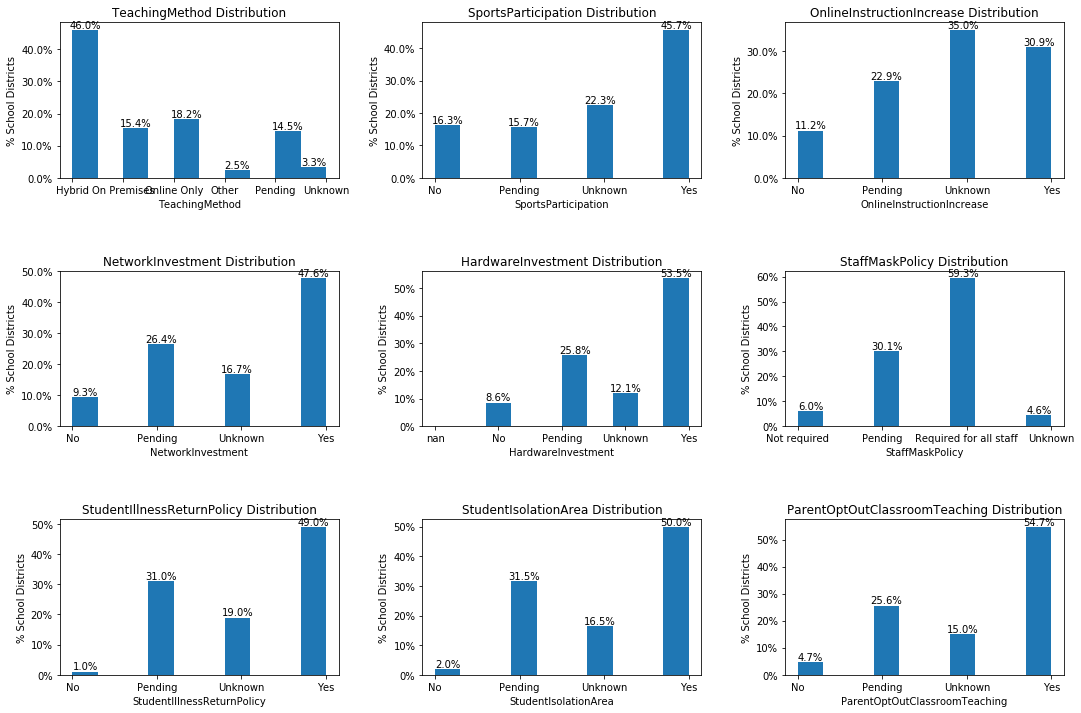 TeachingMethod Distribution
46.0%
40.0%
30.0%
20.0%
10.0%
0.0%
15.4%
18.2%
2.5%
14.5%
3.3%
% School Districts
Hybrid On Premises Online Only Other Pending Unknown
TeachingMethod
SportsParticipation Distribution
45.7%
40.0%
30.0%
20.0%
10.0%
0.0%
16.3%
15.7%
22.3%
% School Districts
No Pending Unknown Yes
SportsParticipation
OnlineInstructionIncrease Distribution
35.0%
30.0%
20.0%
10.0%
0.0%
11.2%
22.9%
30.9%
% School Districts
No Pending Unknown Yes
OnlineInstructionIncrease
NetworkInvestment Distribution
50.0%
40.0%
30.0%
20.0%
10.0%
0.0%
9.3%
26.4%
16.7%
47.6%
% School Districts
No Pending Unknown Yes
NetworkInvestment
HardwareInvestment Distribution
53.5%
50%
40%
30%
20%
10%
0%
8.6%
25.8%
12.1%
% School Districts
nan No Pending Unknown Yes
HardwareInvestment
StaffMaskPolicy Distribution
60%
50%
40%
30%
20%
10%
0%
6.0%
30.1%
59.3%
4.6%
% School Districts
Not required Pending Required for all staff Unknown
StaffMaskPolicy
StudentIllnessReturnPolicy Distribution
50%
40%
30%
20%
10%
0%
1.0%
31.0%
19.0%
49.0%
% School Districts
No Pending Unknown Yes
StudentIllnessReturnPolicy
StudentIsolationArea Distribution
50%
40%
30%
20%
10%
0%
2.0%
31.5%
16.5%
50.0%
% School Districts
No Pending Unknown Yes
StudentIsolationArea
ParentOptOutClassroomTeaching Distribution
54.7%
50%
40%
30%
20%
10%
0%
4.7%
25.6%
15.0%
% School Districts
No Pending Unknown Yes
ParentOptOutClassroomTeaching